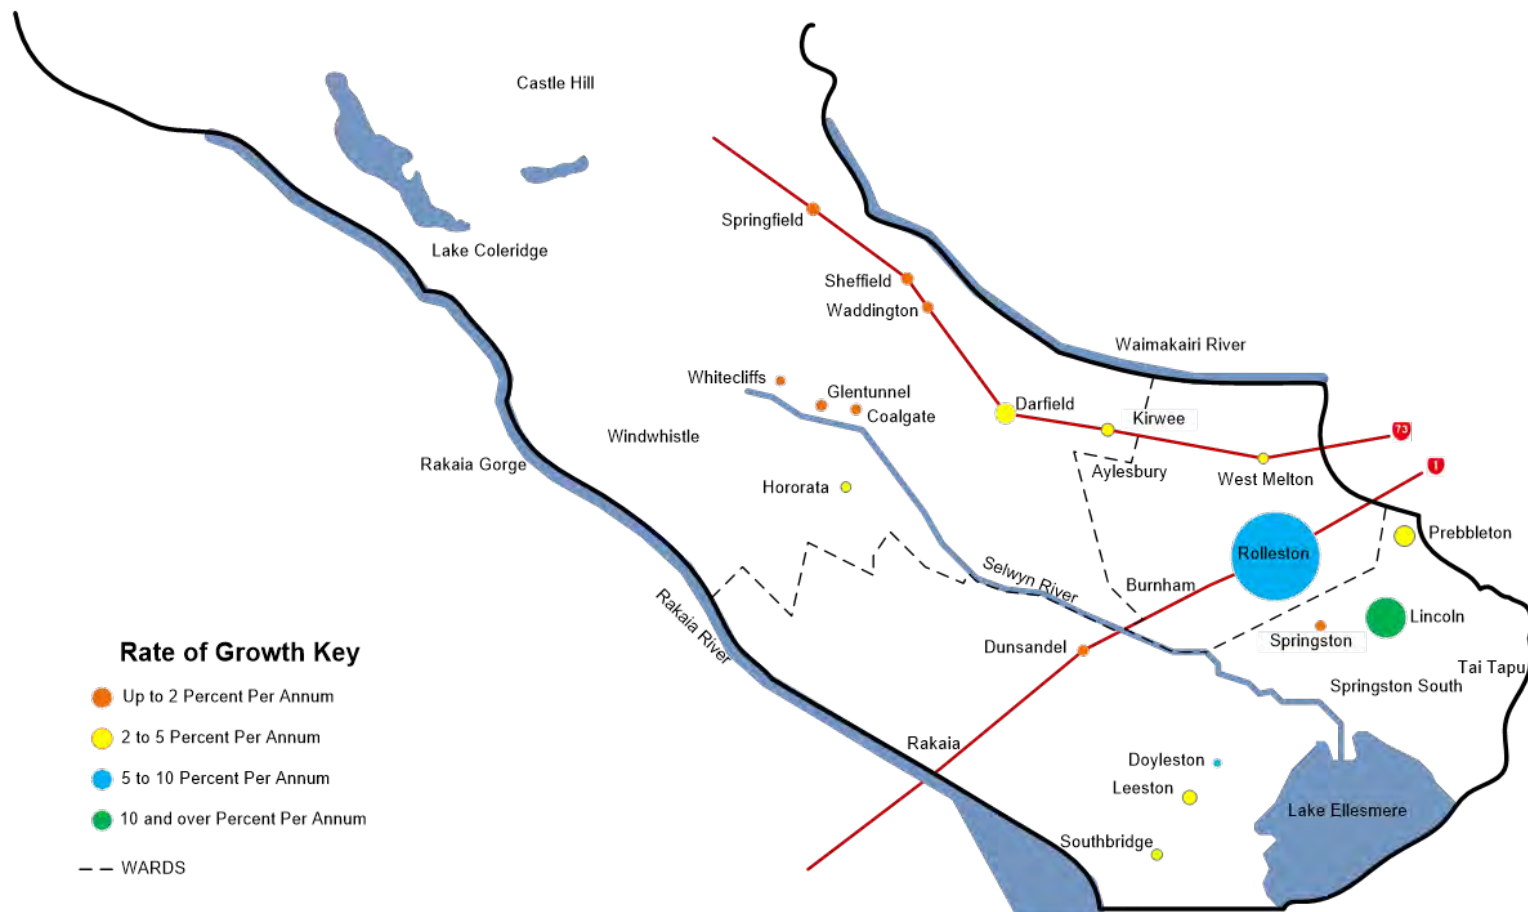 Castle Hill
Springfield
Lake Coleridge
Sheffield
Waddington
Waimakairi River
Whitecliffs
Glentunnel
Coalgate
Darfield
Kirwee
73
Windwhistle
Rakaia Gorge
Aylesbury
West Melton
1
Hororata
Prebbleton
Rolleston
Selwyn River
Burnham
Rakaia River
Lincoln
Dunsandel
Springston
Tai Tapu
Springston South
Rakaia
Doyleston
Leeston
Lake Ellesmere
Southbridge
Rate of Growth Key
Up to 2 Percent Per Annum
2 to 5 Percent Per Annum
5 to 10 Percent Per Annum
10 and over Percent Per Annum
WARDS